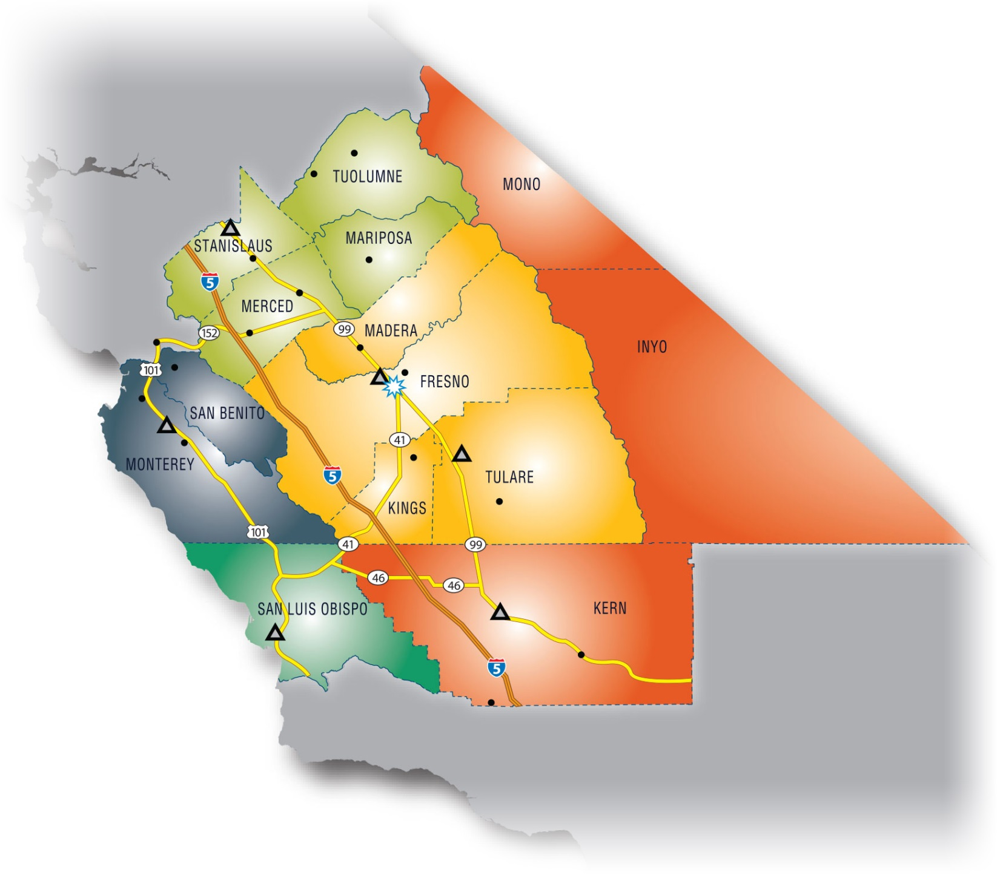 TUOLUMNE
MONO
MARIPOSA
STANISLAUS
5
MERCED
99
MADERA
152
INYO
101
FRESNO
SAN BENITO
41
MONTEREY
5
TULARE
KINGS
101
41
99
46
46
SAN LUIS OBISPO
KERN
5